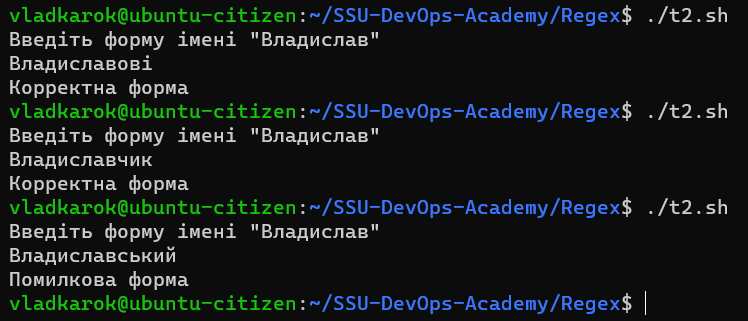 vladkarok@ubuntu-citizen:~/SSU-DevOps-Academy/Regex$ ./t2.sh
Введіть форму імені "Владислав"
Владиславові
Корректна форма
vladkarok@ubuntu-citizen:~/SSU-DevOps-Academy/Regex$ ./t2.sh
Введіть форму імені "Владислав"
Владиславчик
Корректна форма
vladkarok@ubuntu-citizen:~/SSU-DevOps-Academy/Regex$ ./t2.sh
Введіть форму імені "Владислав"
Владиславський
Помилкова форма
vladkarok@ubuntu-citizen:~/SSU-DevOps-Academy/Regex$